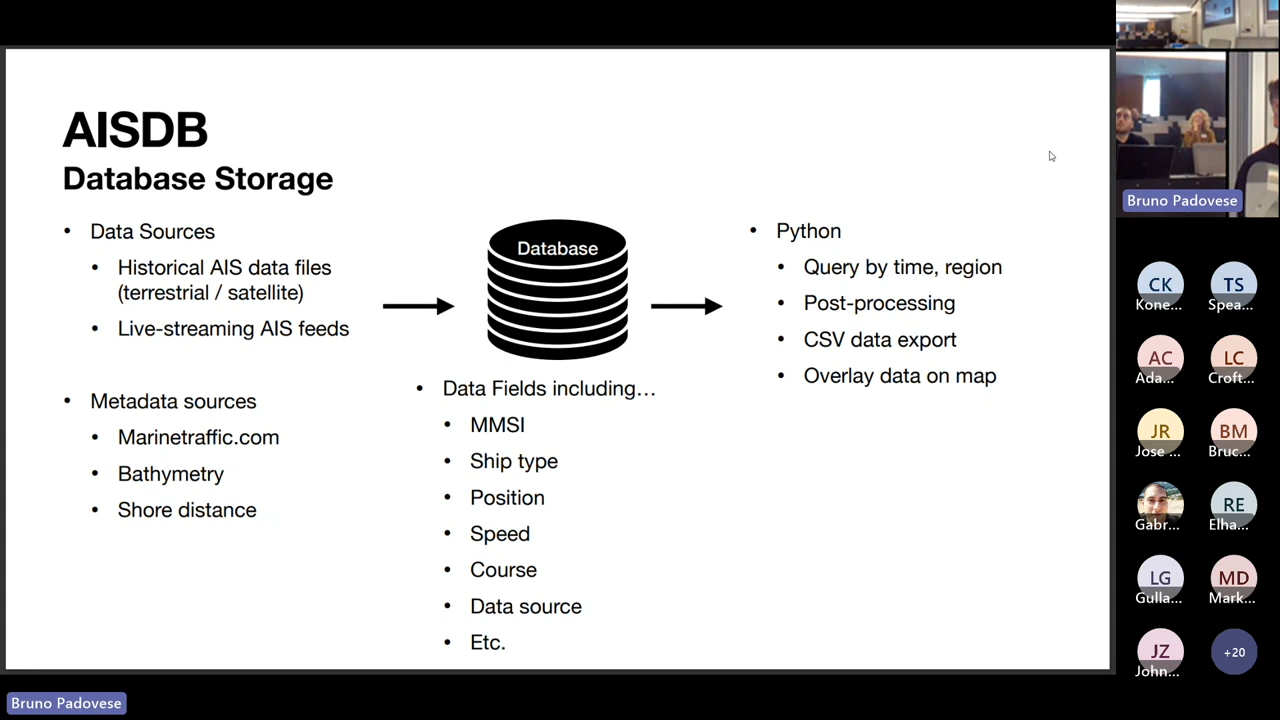 AISDB
Database Storage
• Data Sources
• Historical AIS data files
(terrestrial / satellite)
• Live-streaming AIS feeds
• Metadata sources
• Marinetraffic.com
• Bathymetry
• Shore distance
Database
• Data Fields including…
• MMSI
• Ship type
• Position
• Speed
• Course
• Data source
• Etc.
• Python
• Query by time, region
• Post-processing
• CSV data export
• Overlay data on map
Bruno Padovese
CK
Kone...
TS
Spea...
AC
Ada...
LC
Croft...
JR
Jose ...
BM
Bruc...
Gabr...
RE
Elha...
LG
Gulla...
MD
Mark...
JZ
John...
+20
Bruno Padovese